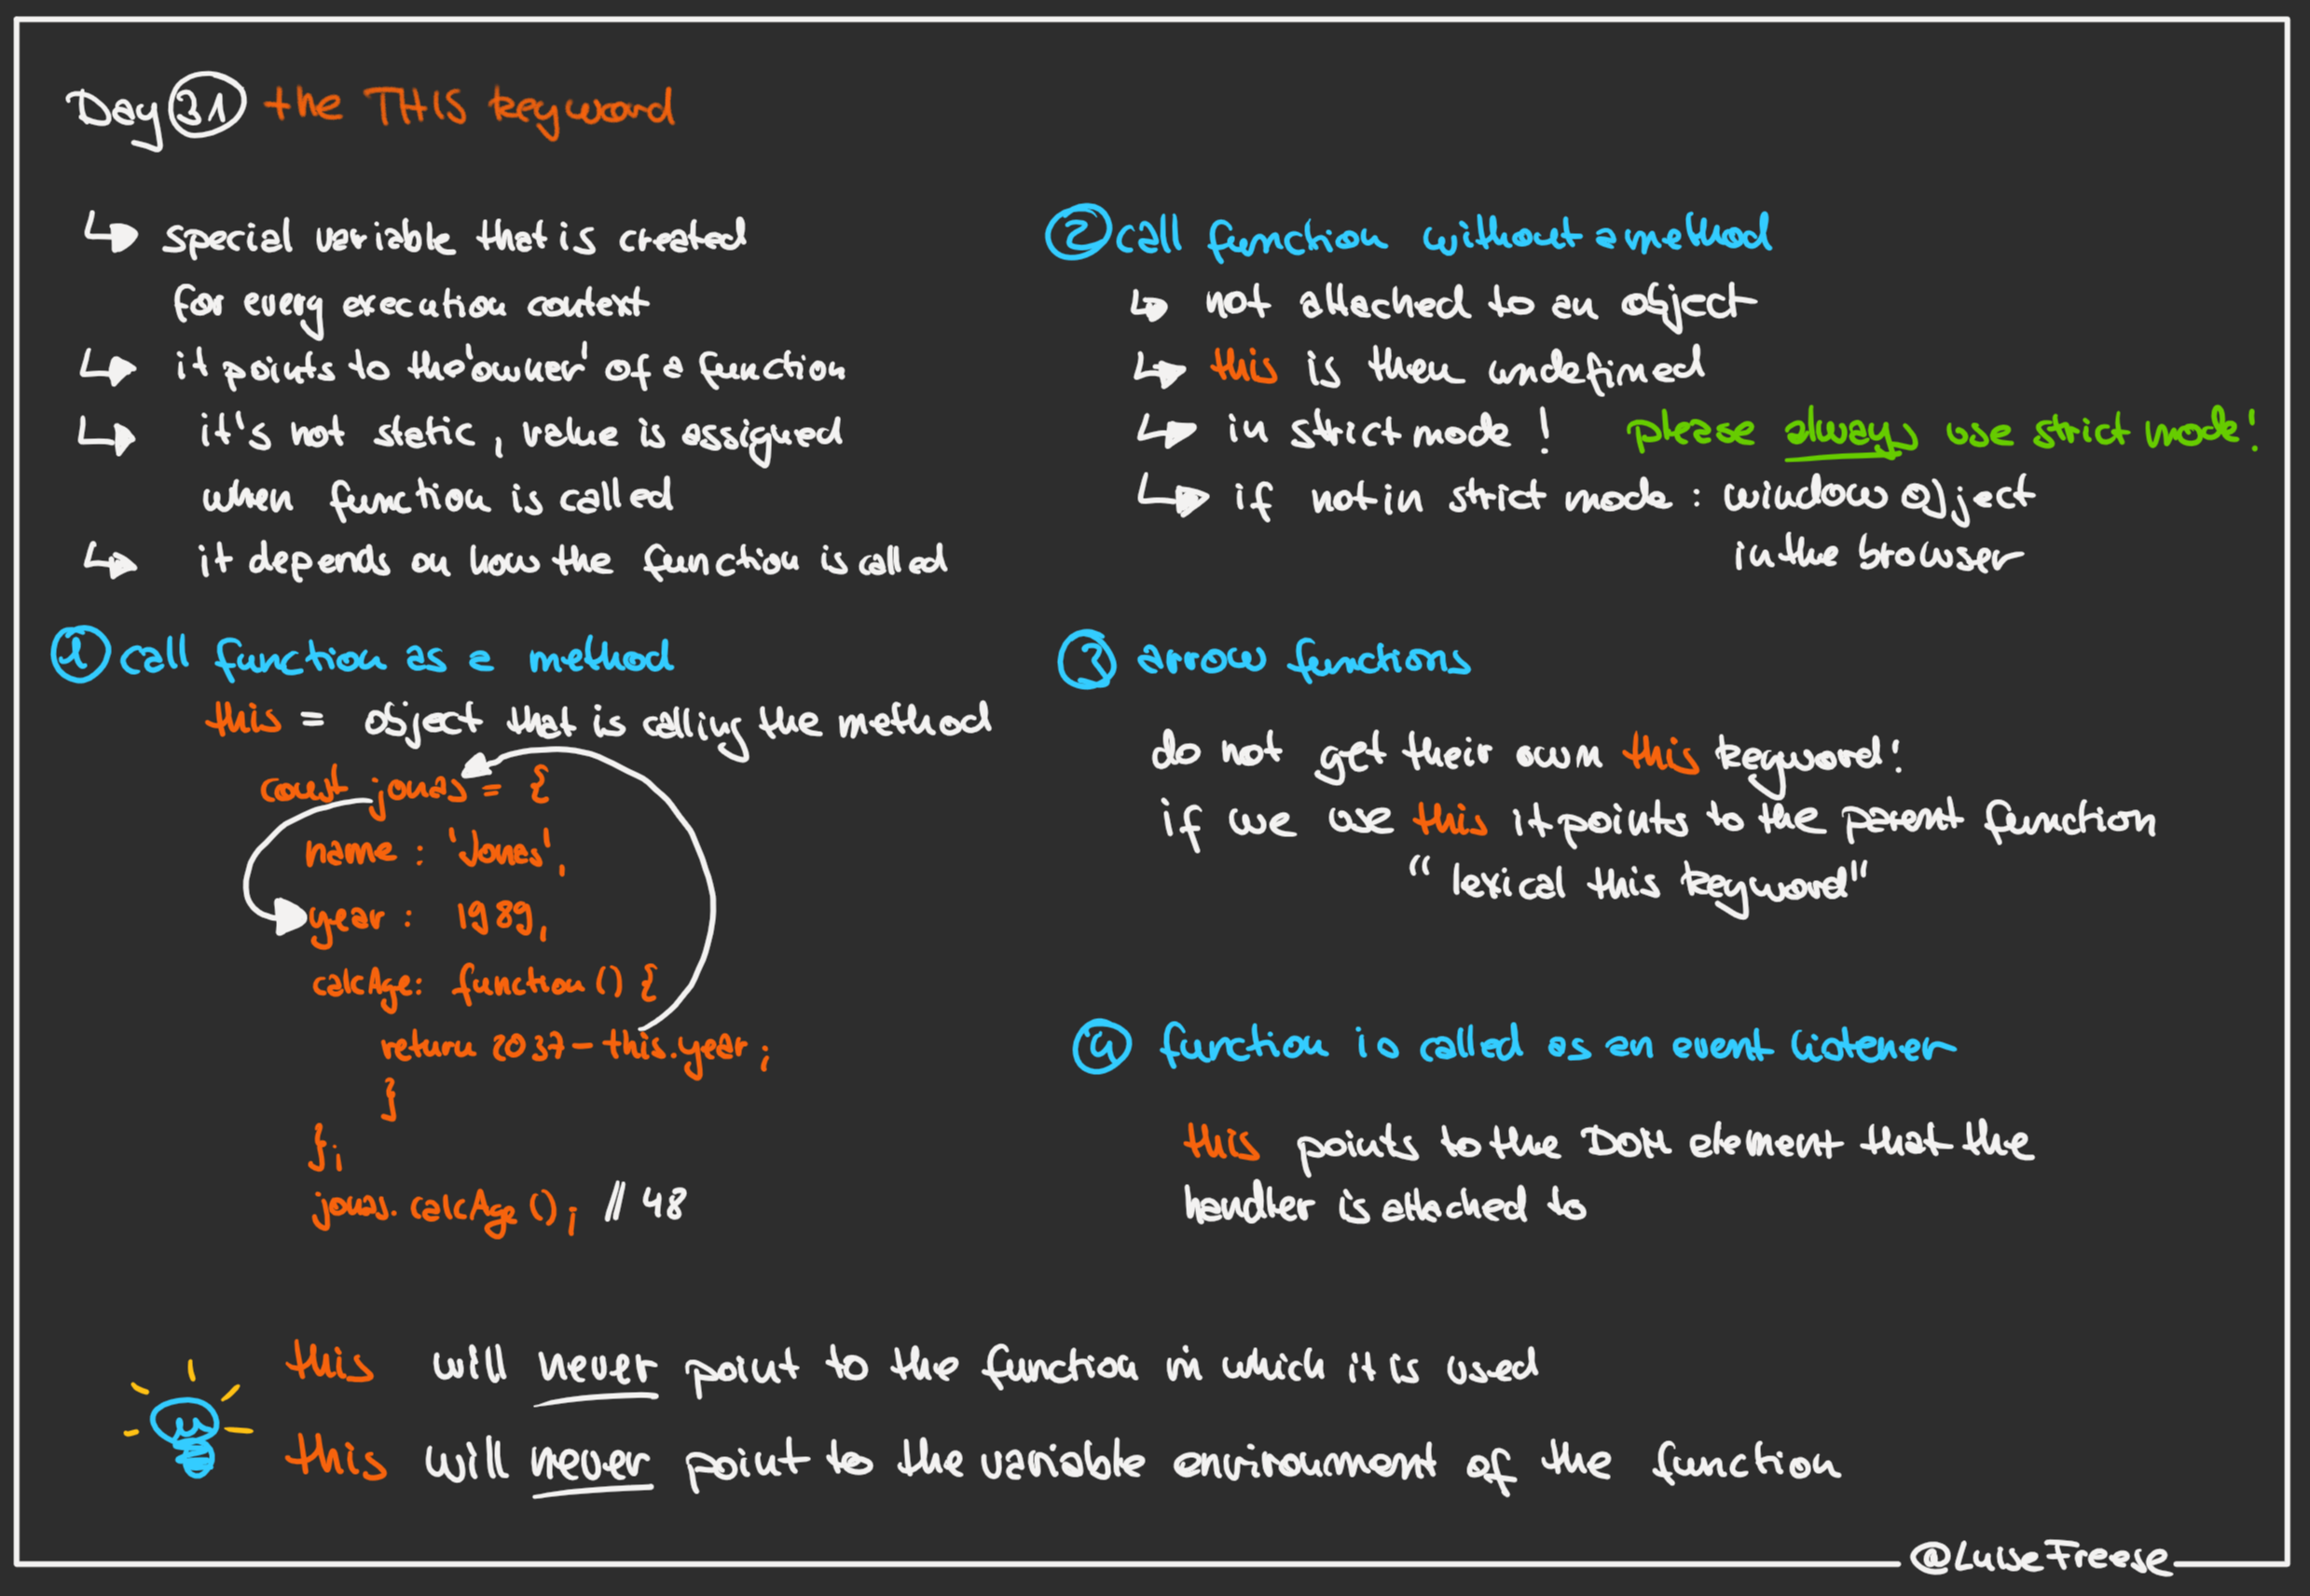 Day 31 the THIS keyword
special variable that is created
for every execution context
it points to the 'owner' of a function
it's not static, value is assigned
when function is called
it depends on how the function is called
1 call function as a method
this = object that is calling the method
const jonas = {
name: 'Jonas',
year: 1989,
calcAge: function () {
return 2037 - this.year;
}
};
jonas.calcAge(); // 48
2 call function without a method
not attached to an object
this is then undefined
in strict mode! please always use strict mode!
if not in strict mode: window object
in the browser
3 arrow functions
do not get their own this keyword!
if we use this it points to the parent function
"lexical this keyword"
4 function is called as an event listener
this points to the DOM element that the
handler is attached to
this will never point to the function in which it is used
this will never point to the variable environment of the function
@LuiseFreese